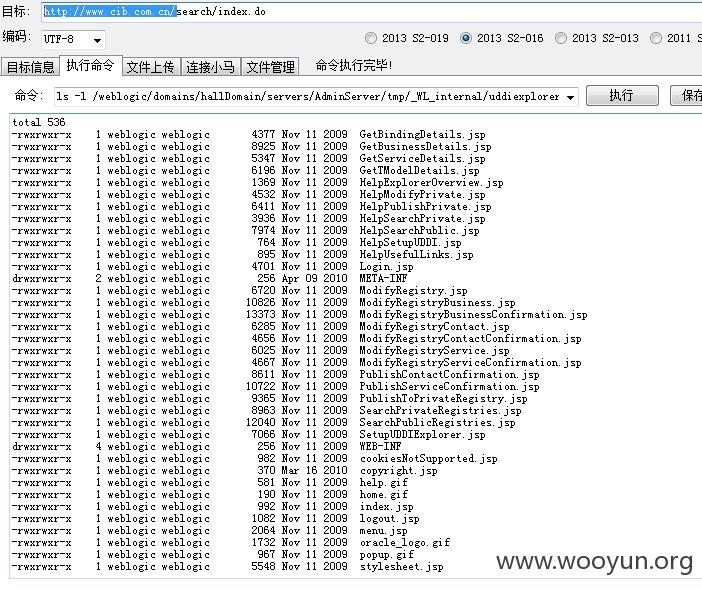 目标: http://www.cib.com.cn/search/index.do
编码: UTF-8 2013 S2-019 2013 S2-016 2013 S2-013 2011 S
目标信息 执行命令 文件上传 连接小马 文件管理 命令执行完毕!
命令: ls -l /weblogic/domains/hallDomain/servers/AdminServer/tmp/_WL_internal/uddiexplorer 执行 保存
total 536
-rwxrwxr-x 1 weblogic weblogic 4377 Nov 11 2009 GetBindingDetails.jsp
-rwxrwxr-x 1 weblogic weblogic 8925 Nov 11 2009 GetBusinessDetails.jsp
-rwxrwxr-x 1 weblogic weblogic 5347 Nov 11 2009 GetServiceDetails.jsp
-rwxrwxr-x 1 weblogic weblogic 6196 Nov 11 2009 GetTModelDetails.jsp
-rwxrwxr-x 1 weblogic weblogic 1369 Nov 11 2009 HelpExplorerOverview.jsp
-rwxrwxr-x 1 weblogic weblogic 4532 Nov 11 2009 HelpModifyPrivate.jsp
-rwxrwxr-x 1 weblogic weblogic 6411 Nov 11 2009 HelpPublishPrivate.jsp
-rwxrwxr-x 1 weblogic weblogic 3936 Nov 11 2009 HelpSearchPrivate.jsp
-rwxrwxr-x 1 weblogic weblogic 7974 Nov 11 2009 HelpSearchPublic.jsp
-rwxrwxr-x 1 weblogic weblogic 764 Nov 11 2009 HelpSetupUDDI.jsp
-rwxrwxr-x 1 weblogic weblogic 895 Nov 11 2009 HelpUsefulLinks.jsp
-rwxrwxr-x 1 weblogic weblogic 4701 Nov 11 2009 Login.jsp
drwxrwxr-x 2 weblogic weblogic 256 Apr 09 2010 META-INF
-rwxrwxr-x 1 weblogic weblogic 6720 Nov 11 2009 ModifyRegistry.jsp
-rwxrwxr-x 1 weblogic weblogic 10826 Nov 11 2009 ModifyRegistryBusiness.jsp
-rwxrwxr-x 1 weblogic weblogic 13373 Nov 11 2009 ModifyRegistryBusinessConfirmation.jsp
-rwxrwxr-x 1 weblogic weblogic 6285 Nov 11 2009 ModifyRegistryContact.jsp
-rwxrwxr-x 1 weblogic weblogic 4656 Nov 11 2009 ModifyRegistryContactConfirmation.jsp
-rwxrwxr-x 1 weblogic weblogic 6025 Nov 11 2009 ModifyRegistryService.jsp
-rwxrwxr-x 1 weblogic weblogic 4667 Nov 11 2009 ModifyRegistryServiceConfirmation.jsp
-rwxrwxr-x 1 weblogic weblogic 8611 Nov 11 2009 PublishContactConfirmation.jsp
-rwxrwxr-x 1 weblogic weblogic 10722 Nov 11 2009 PublishServiceConfirmation.jsp
-rwxrwxr-x 1 weblogic weblogic 9365 Nov 11 2009 PublishToPrivateRegistry.jsp
-rwxrwxr-x 1 weblogic weblogic 8963 Nov 11 2009 SearchPrivateRegistries.jsp
-rwxrwxr-x 1 weblogic weblogic 12040 Nov 11 2009 SearchPublicRegistries.jsp
-rwxrwxr-x 1 weblogic weblogic 7066 Nov 11 2009 SetupUDDIExplorer.jsp
drwxrwxr-x 4 weblogic weblogic 256 Nov 11 2009 WEB-INF
-rwxrwxr-x 1 weblogic weblogic 982 Nov 11 2009 cookiesNotSupported.jsp
-rwxrwxr-x 1 weblogic weblogic 370 Mar 16 2010 copyright.jsp
-rwxrwxr-x 1 weblogic weblogic 581 Nov 11 2009 help.gif
-rwxrwxr-x 1 weblogic weblogic 190 Nov 11 2009 home.gif
-rwxrwxr-x 1 weblogic weblogic 992 Nov 11 2009 index.jsp
-rwxrwxr-x 1 weblogic weblogic 1082 Nov 11 2009 logout.jsp
-rwxrwxr-x 1 weblogic weblogic 2064 Nov 11 2009 menu.jsp
-rwxrwxr-x 1 weblogic weblogic 1732 Nov 11 2009 oracle_logo.gif
-rwxrwxr-x 1 weblogic weblogic 967 Nov 11 2009 popup.gif
-rwxrwxr-x 1 weblogic weblogic 5548 Nov 11 2009 stylesheet.jsp
www.wooyun.org